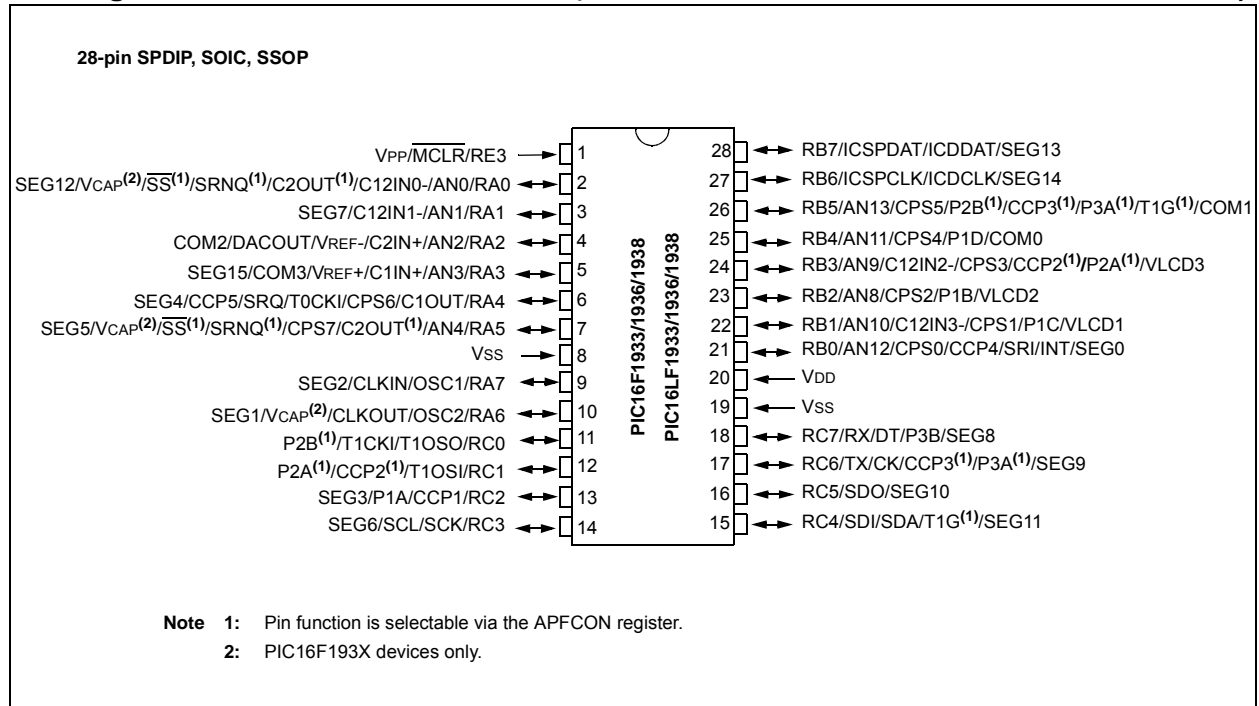 28-pin SPDIP, SOIC, SSOP
VPP/MCLR/RE3 1
SEG12/VCAP(2)/SS(1)/SRNQ(1)/C2OUT(1)/C12IN0-/AN0/RA0 2
SEG7/C12IN1-/AN1/RA1 3
COM2/DACOUT/VREF-/C2IN+/AN2/RA2 4
SEG15/COM3/VREF+/C1IN+/AN3/RA3 5
SEG4/CCP5/SRQ/T0CKI/CPS6/C1OUT/RA4 6
SEG5/VCAP(2)/SS(1)/SRNQ(1)/CPS7/C2OUT(1)/AN4/RA5 7
VSS 8
SEG2/CLKIN/OSC1/RA7 9
SEG1/VCAP(2)/CLKOUT/OSC2/RA6 10
P2B(1)/T1CKI/T1OSO/RC0 11
P2A(1)/CCP2(1)/T1OSI/RC1 12
SEG3/P1A/CCP1/RC2 13
SEG6/SCL/SCK/RC3 14
PIC16F1933/1936/1938
PIC16LF1933/1936/1938
28 RB7/ICSPDAT/ICDDAT/SEG13
27 RB6/ICSPCLK/ICDCLK/SEG14
26 RB5/AN13/CPS5/P2B(1)/CCP3(1)/P3A(1)/T1G(1)/COM1
25 RB4/AN11/CPS4/P1D/COM0
24 RB3/AN9/C12IN2-/CPS3/CCP2(1)/P2A(1)/VLCD3
23 RB2/AN8/CPS2/P1B/VLCD2
22 RB1/AN10/C12IN3-/CPS1/P1C/VLCD1
21 RB0/AN12/CPS0/CCP4/SRI/INT/SEG0
20 VDD
19 VSS
18 RC7/RX/DT/P3B/SEG8
17 RC6/TX/CK/CCP3(1)/P3A(1)/SEG9
16 RC5/SDO/SEG10
15 RC4/SDI/SDA/T1G(1)/SEG11
Note 1: Pin function is selectable via the APFCON register.
2: PIC16F193X devices only.